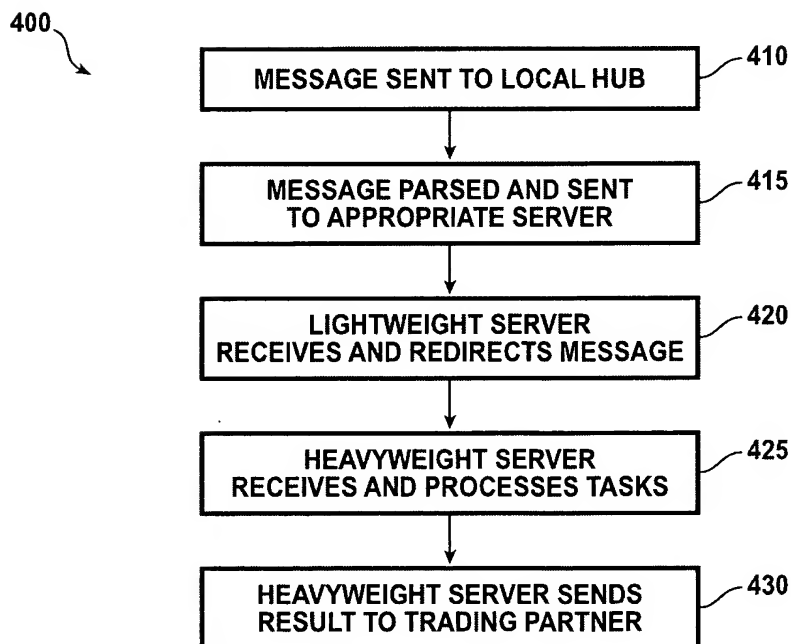 400
MESSAGE SENT TO LOCAL HUB
410
MESSAGE PARSED AND SENT
TO APPROPRIATE SERVER
415
LIGHTWEIGHT SERVER
RECEIVES AND REDIRECTS MESSAGE
420
HEAVYWEIGHT SERVER
RECEIVES AND PROCESSES TASKS
425
HEAVYWEIGHT SERVER SENDS
RESULT TO TRADING PARTNER
430